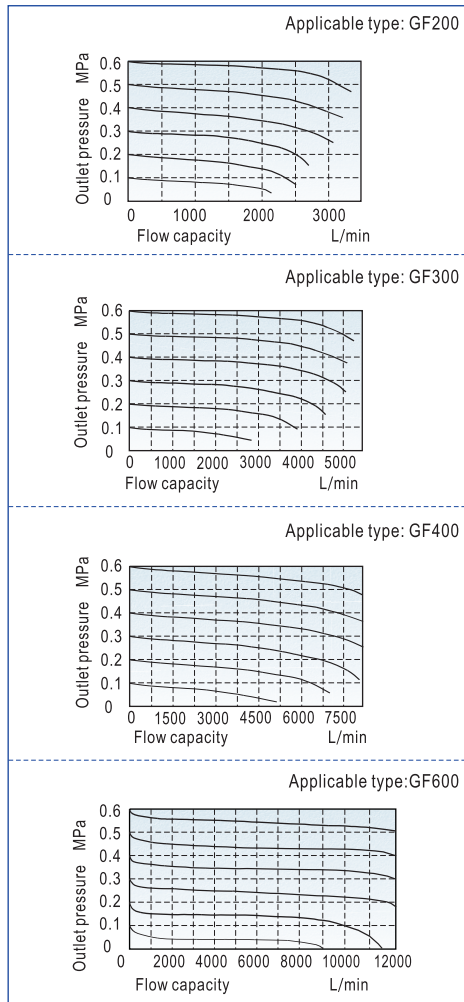 Applicable type: GF200
Outlet pressure MPa
0.6
0.5
0.4
0.3
0.2
0.1
0
0 1000 2000 3000
Flow capacity L/min
Applicable type: GF300
Outlet pressure MPa
0.6
0.5
0.4
0.3
0.2
0.1
0
0 1000 2000 3000 4000 5000
Flow capacity L/min
Applicable type: GF400
Outlet pressure MPa
0.6
0.5
0.4
0.3
0.2
0.1
0
0 1500 3000 4500 6000 7500
Flow capacity L/min
Applicable type:GF600
Outlet pressure MPa
0.6
0.5
0.4
0.3
0.2
0.1
0 2000 4000 6000 8000 10000 12000
Flow capacity L/min